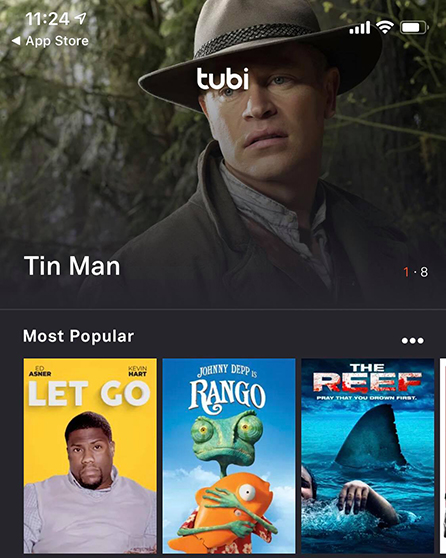 11:24
◀ App Store
tubi
Tin Man
1 · 8
Most Popular
•••
ED ASNER
KEVIN HART
LET GO
JOHNNY DEPP IS
RANGO
THE
REEF
PRAY THAT YOU DROWN FIRST.